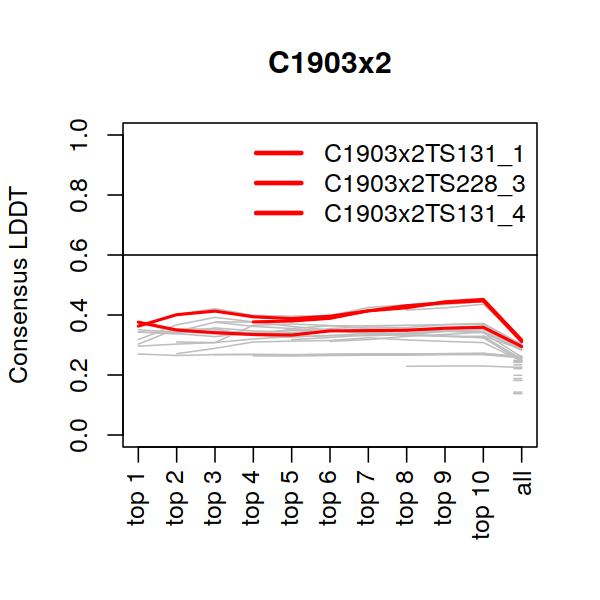 C1903x2
Consensus LDDT
1.0
0.8
0.6
0.4
0.2
0.0
C1903x2TS131_1
C1903x2TS228_3
C1903x2TS131_4
top 1
top 2
top 3
top 4
top 5
top 6
top 7
top 8
top 9
top 10
all